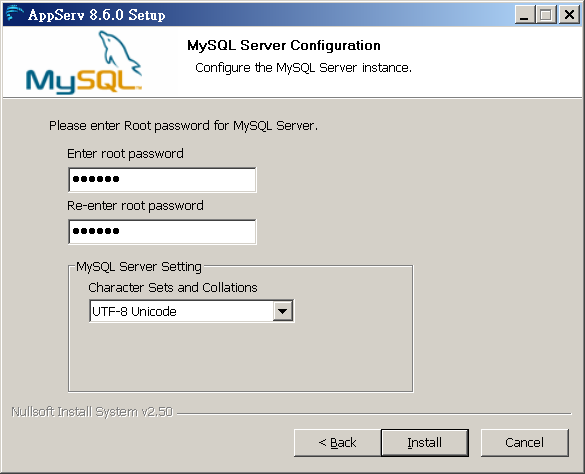 AppServ 8.6.0 Setup
MySQL Server Configuration
Configure the MySQL Server instance.
MySQL
Please enter Root password for MySQL Server.
Enter root password
●●●●●●
Re-enter root password
●●●●●●
MySQL Server Setting
Character Sets and Collations
UTF-8 Unicode
Nullsoft Install System v2.50
< Back Install Cancel